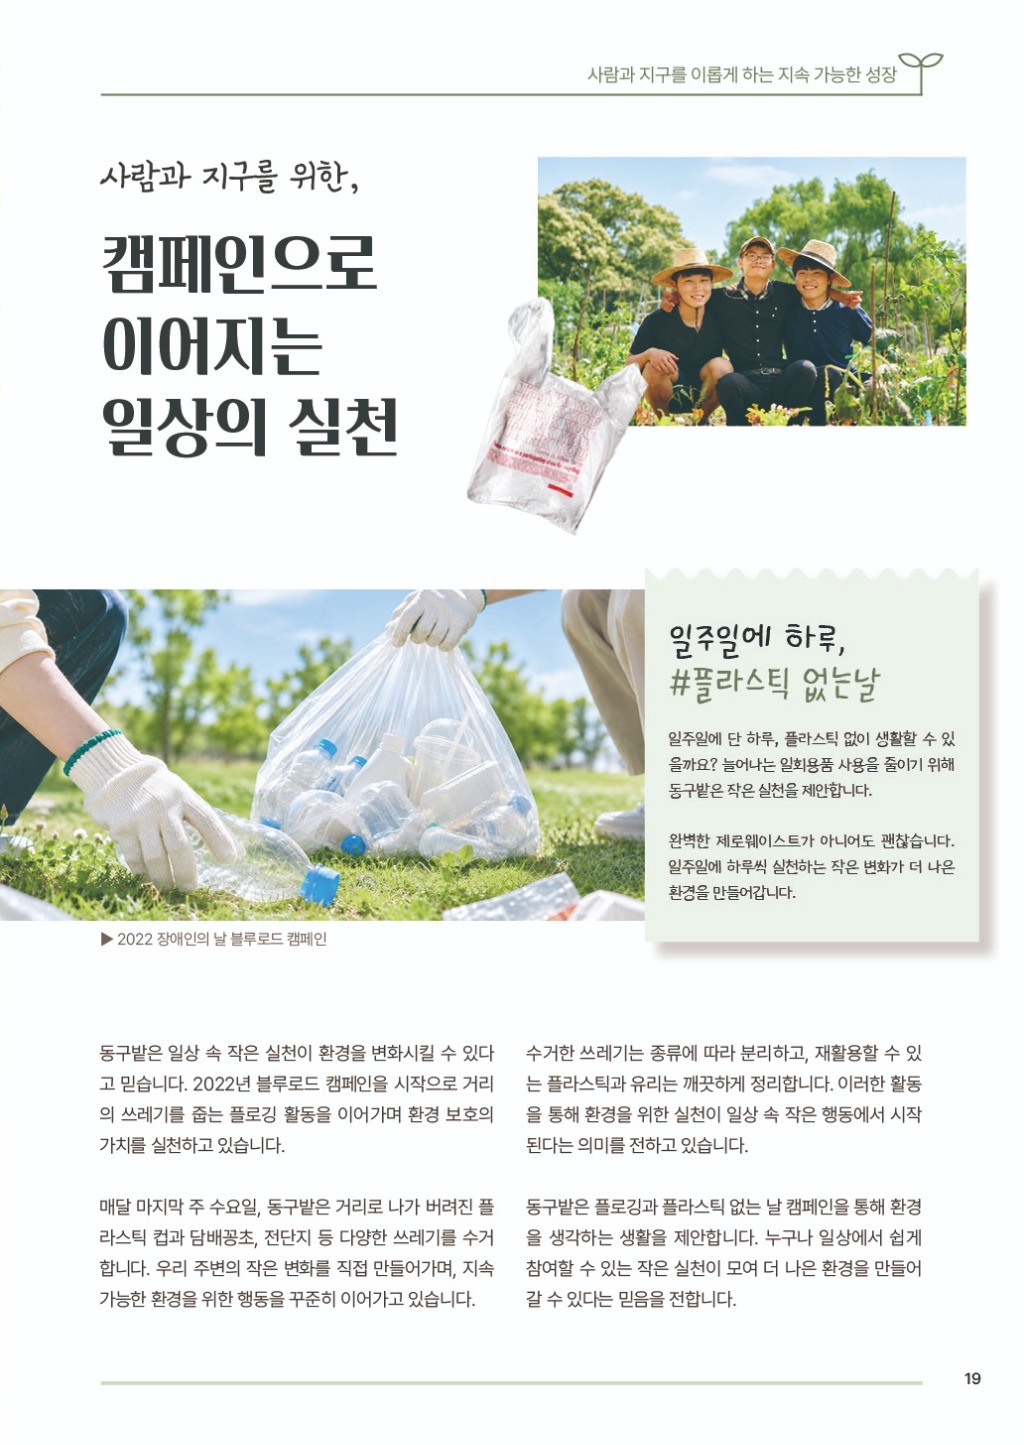 사람과 지구를 이롭게 하는 지속 가능한 성장
사람과 지구를 위한,
캠페인으로
이어지는
일상의 실천
일주일에 하루,
#플라스틱 없는날
일주일에 단 하루, 플라스틱 없이 생활할 수 있
을까요? 늘어나는 일회용품 사용을 줄이기 위해
동구밭은 작은 실천을 제안합니다.
완벽한 제로웨이스트가 아니어도 괜찮습니다.
일주일에 하루씩 실천하는 작은 변화가 더 나은
환경을 만들어갑니다.
▶ 2022 장애인의 날 블루로드 캠페인
동구밭은 일상 속 작은 실천이 환경을 변화시킬 수 있다
고 믿습니다. 2022년 블루로드 캠페인을 시작으로 거리
의 쓰레기를 줍는 플로깅 활동을 이어가며 환경 보호의
가치를 실천하고 있습니다.
매달 마지막 주 수요일, 동구밭은 거리로 나가 버려진 플
라스틱 컵과 담배꽁초, 전단지 등 다양한 쓰레기를 수거
합니다. 우리 주변의 작은 변화를 직접 만들어가며, 지속
가능한 환경을 위한 행동을 꾸준히 이어가고 있습니다.
수거한 쓰레기는 종류에 따라 분리하고, 재활용할 수 있
는 플라스틱과 유리는 깨끗하게 정리합니다. 이러한 활동
을 통해 환경을 위한 실천이 일상 속 작은 행동에서 시작
된다는 의미를 전하고 있습니다.
동구밭은 플로깅과 플라스틱 없는 날 캠페인을 통해 환경
을 생각하는 생활을 제안합니다. 누구나 일상에서 쉽게
참여할 수 있는 작은 실천이 모여 더 나은 환경을 만들어
갈 수 있다는 믿음을 전합니다.
19